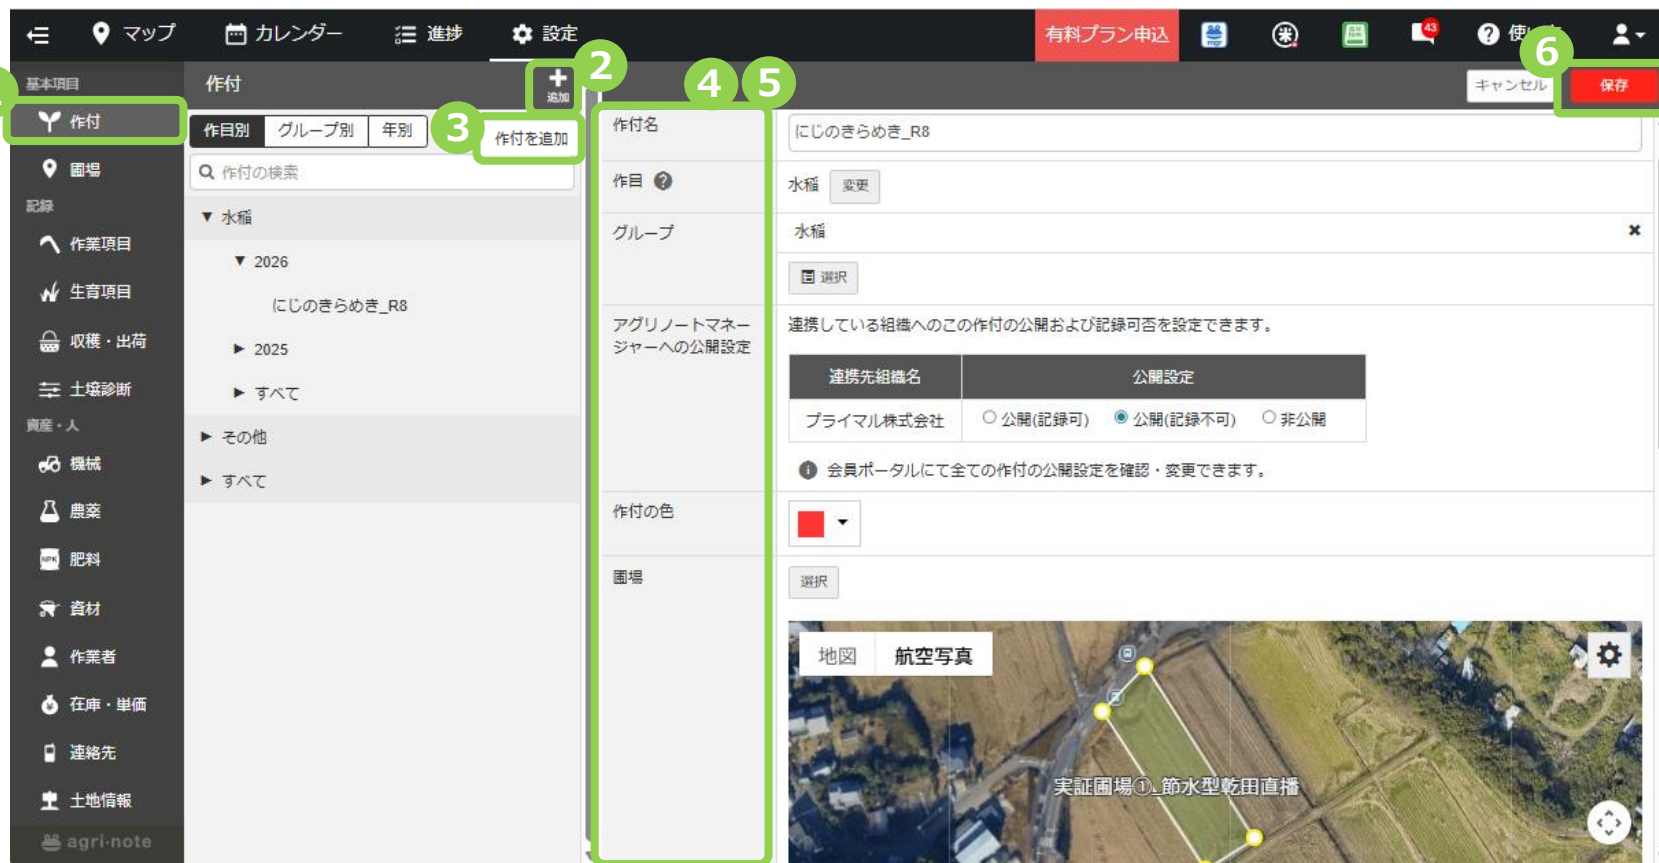 マップ
カレンダー
進捗
設定
有料プラン申込
43
使い
6
基本項目
作付
追加
2
4
5
キャンセル
保存
作付
圃場
記録
作業項目
生育項目
収穫・出荷
土壌診断
資産・人
機械
農薬
NPK 肥料
資材
作業者
在庫・単価
連絡先
土地情報
agri-note
作目別 グループ別 年別
3
作付を追加
作付の検索
▼ 水稲
▼ 2026
にじのきらめき_R8
▶ 2025
▶ すべて
▶ その他
▶ すべて
作付名
にじのきらめき_R8
作目 ?
水稲 変更
グループ
水稲
選択
アグリノートマネー
ジャーへの公開設定
連携している組織へのこの作付の公開および記録可否を設定できます。
連携先組織名 公開設定
プライマル株式会社 公開(記録可) 公開(記録不可) 非公開
会員ポータルにて全ての作付の公開設定を確認・変更できます。
作付の色
圃場
選択
地図 航空写真
実証圃場①_節水型乾田直播